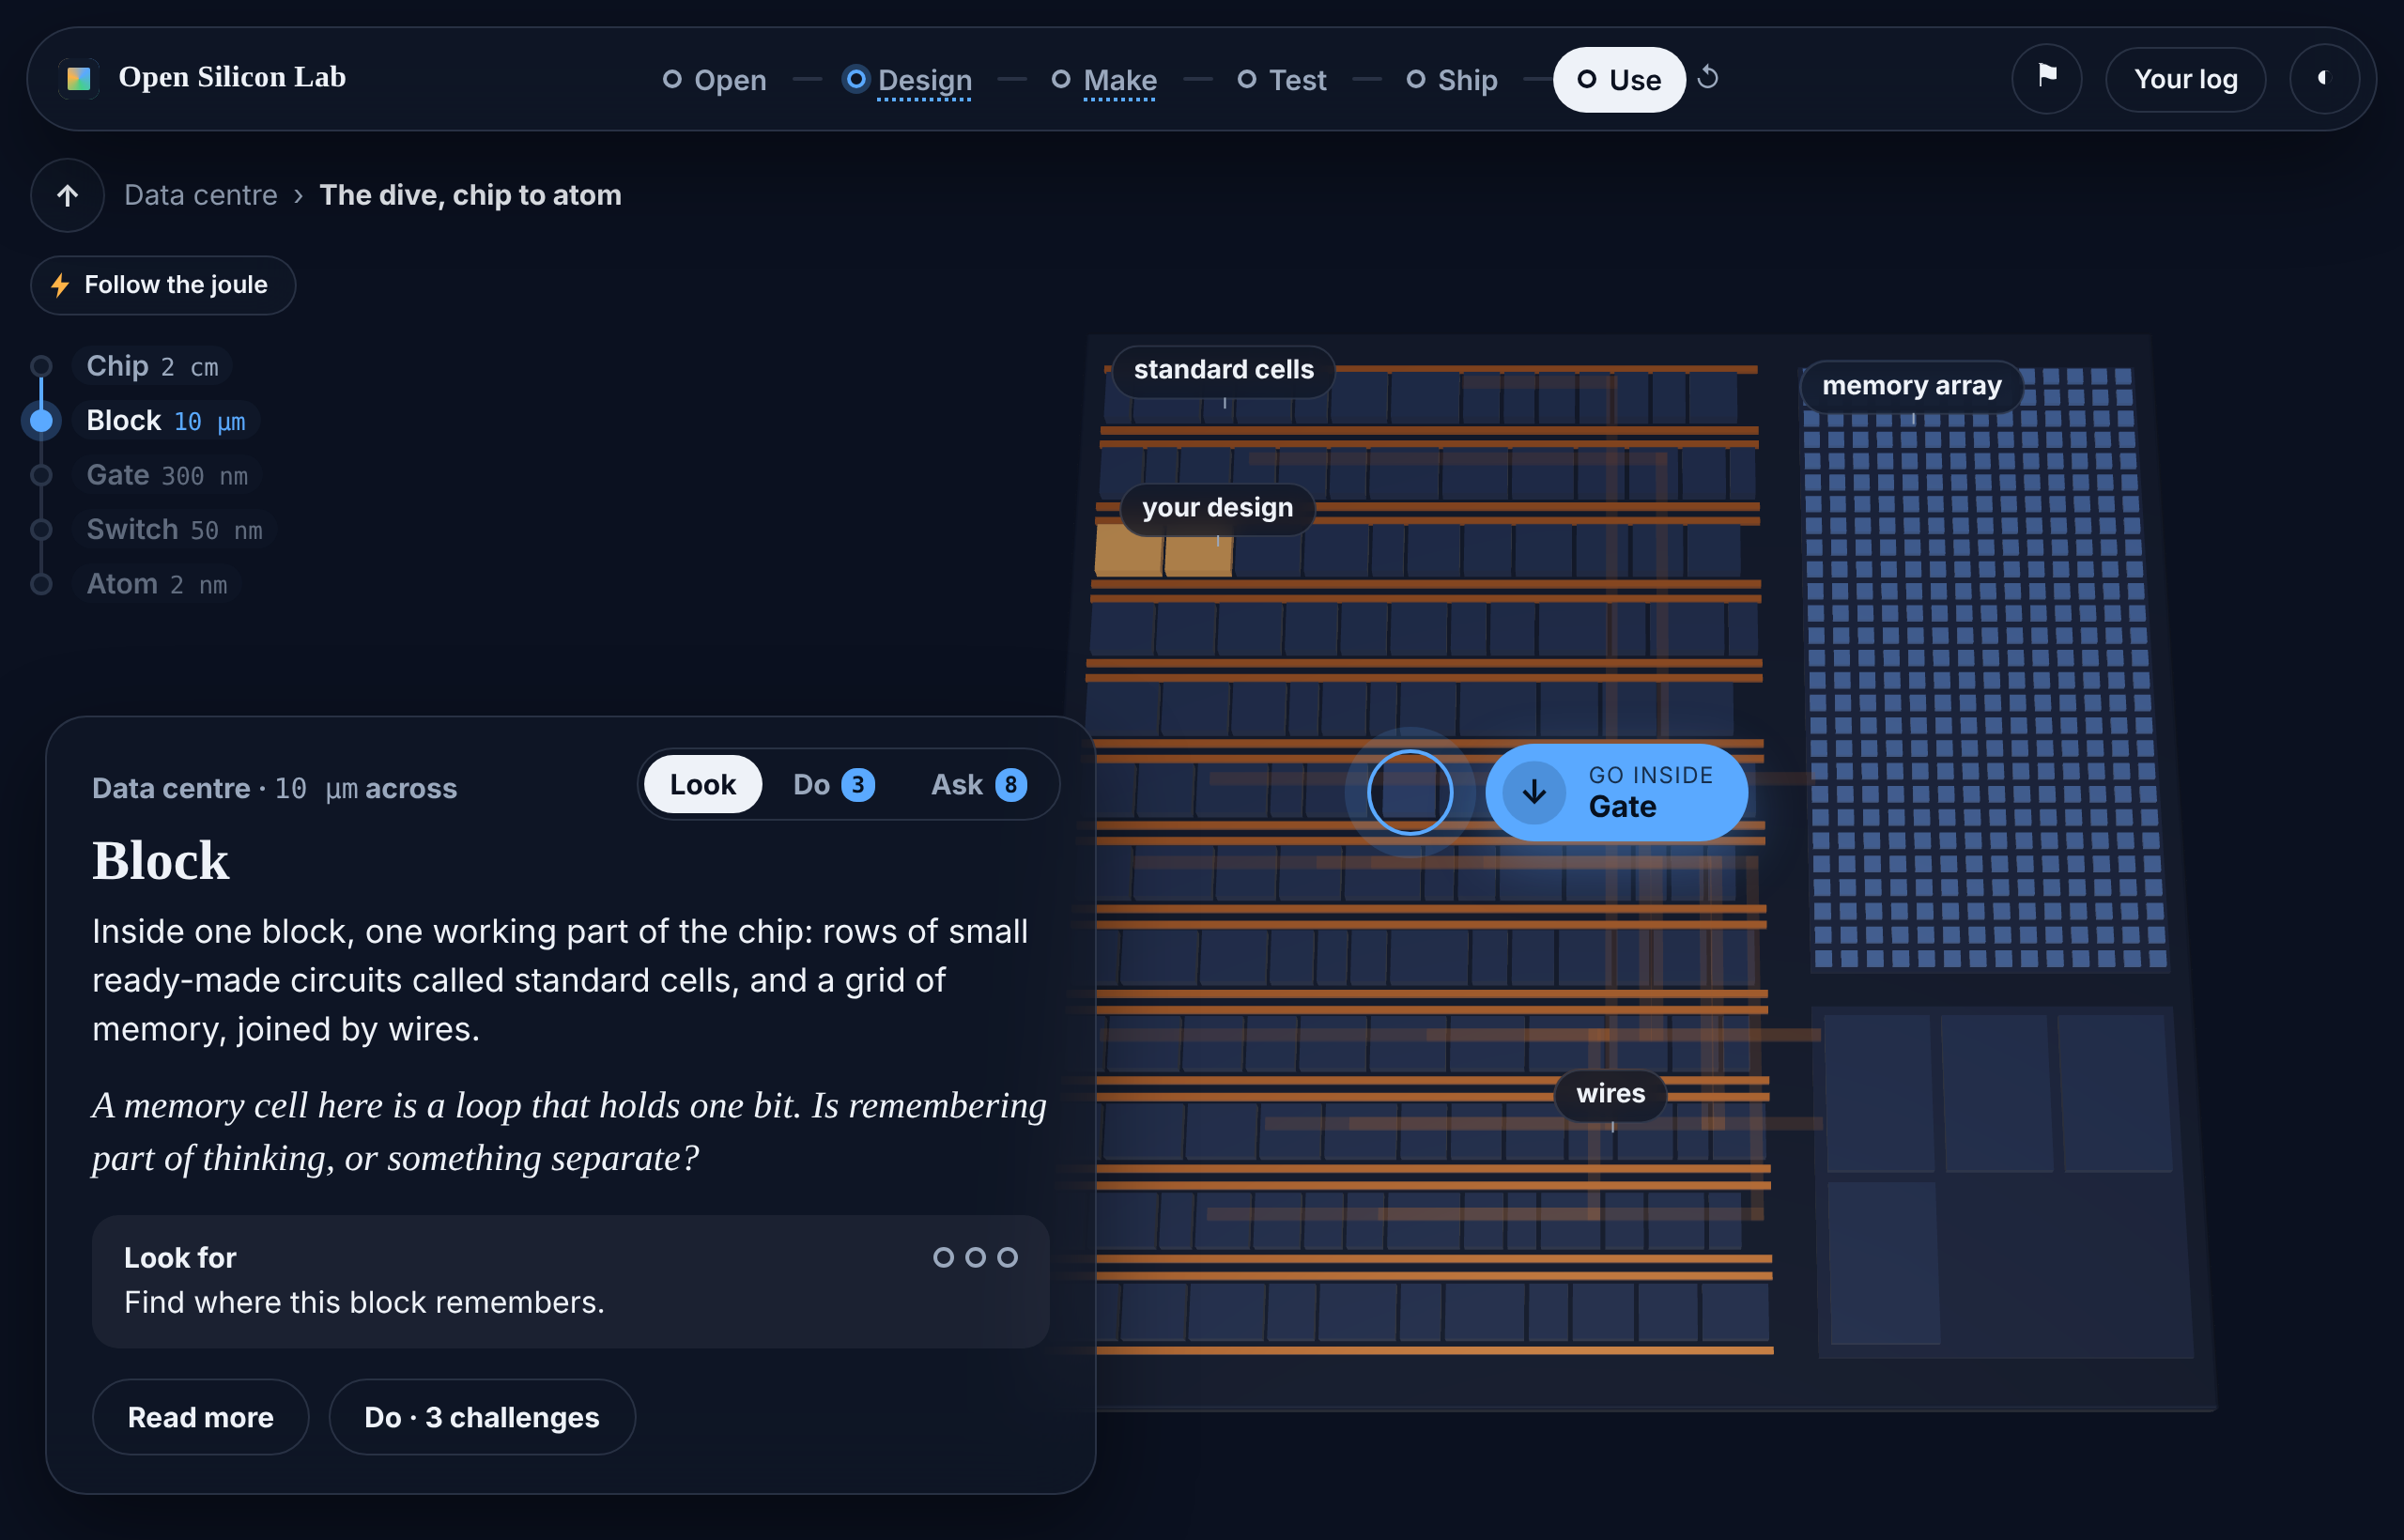 Open Silicon Lab
Open
Design
Make
Test
Ship
Use
Your log
Data centre › The dive, chip to atom
Follow the joule
Chip 2 cm
Block 10 μm
Gate 300 nm
Switch 50 nm
Atom 2 nm
standard cells
memory array
your design
GO INSIDE
Gate
wires
Data centre · 10 μm across
Look
Do 3
Ask 8
Block
Inside one block, one working part of the chip: rows of small
ready-made circuits called standard cells, and a grid of
memory, joined by wires.
A memory cell here is a loop that holds one bit. Is remembering
part of thinking, or something separate?
Look for
Find where this block remembers.
Read more
Do · 3 challenges